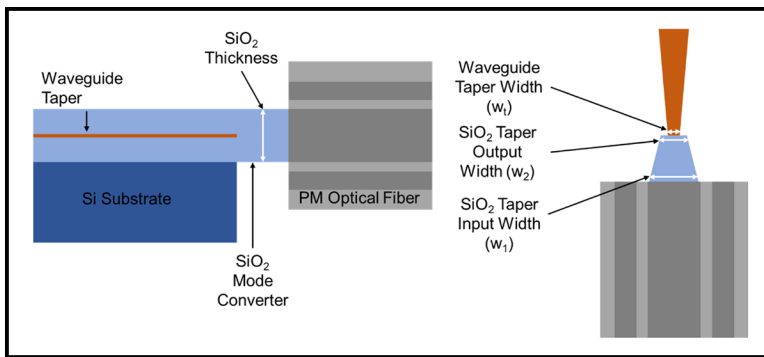 SiO₂
Thickness
Waveguide
Taper
Si Substrate
PM Optical Fiber
SiO₂
Mode
Converter
Waveguide
Taper Width
(wₜ)
SiO₂ Taper
Output
Width (w₂)
SiO₂ Taper
Input Width
(w₁)